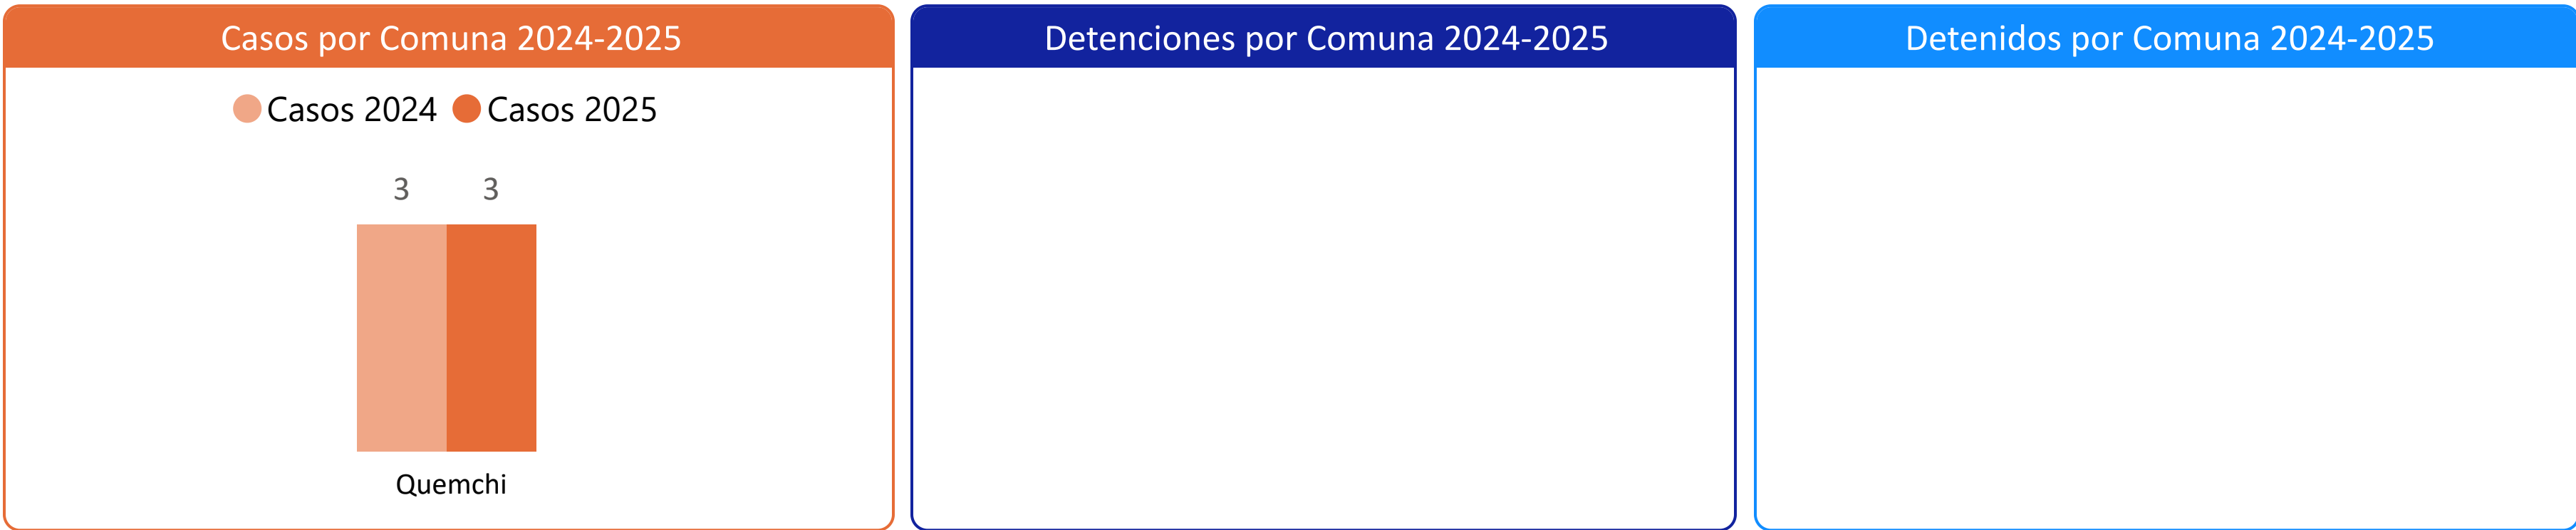 Casos por Comuna 2024-2025
Casos 2024 Casos 2025
3 3
Quemchi
Detenciones por Comuna 2024-2025
Detenidos por Comuna 2024-2025